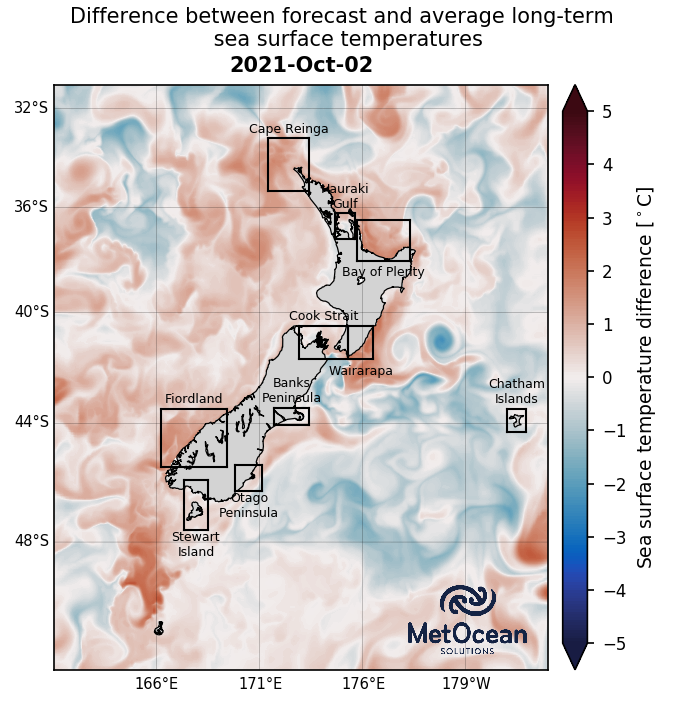 Difference between forecast and average long-term
sea surface temperatures
2021-Oct-02
32°S
36°S
40°S
44°S
48°S
Cape Reinga
Hauraki
Gulf
Bay of Plenty
Cook Strait
Wairarapa
Banks
Peninsula
Chatham
Islands
Fiordland
Otago
Peninsula
Stewart
Island
MetOcean
SOLUTIONS
166°E
171°E
176°E
179°W
5
4
3
2
1
0
−1
−2
−3
−4
−5
Sea surface temperature difference [°C]